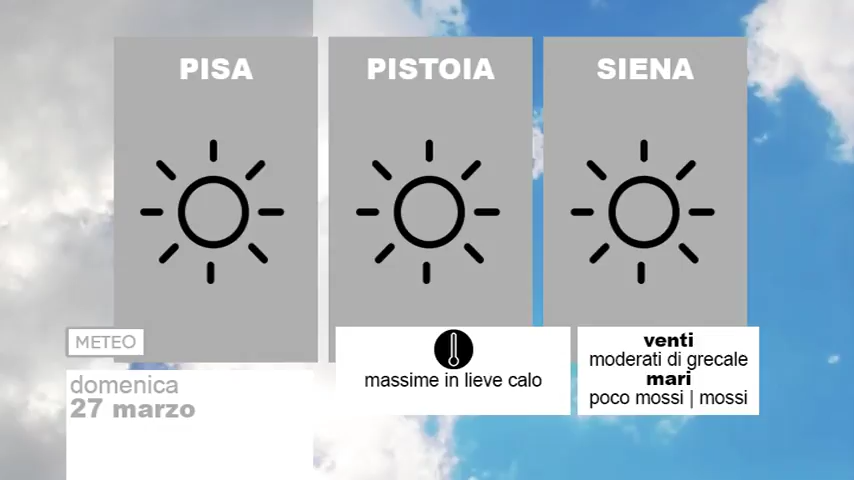 PISA
PISTOIA
SIENA
METEO
domenica
27 marzo
massime in lieve calo
venti
moderati di grecale
mari
poco mossi | mossi